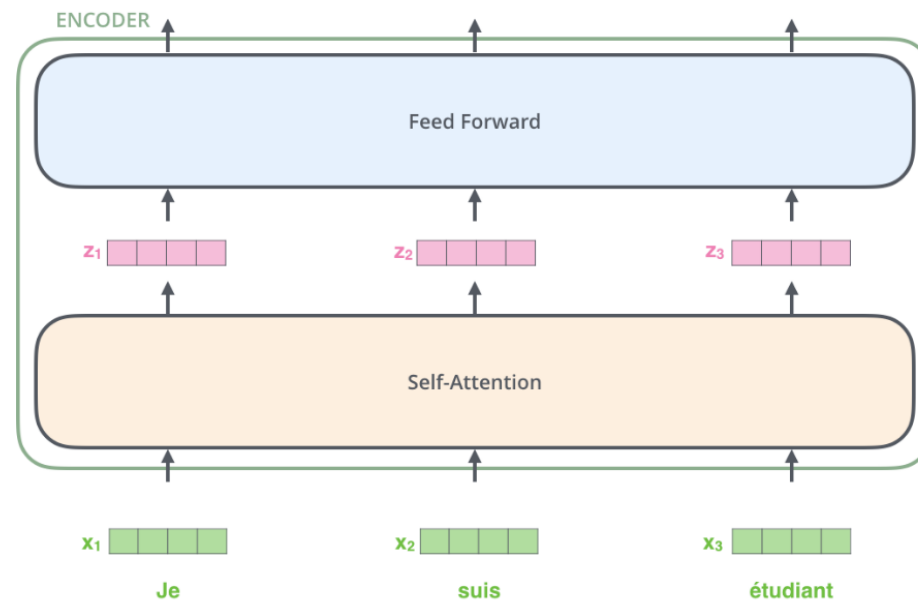 ENCODER
Feed Forward
z₁ z₂ z₃
Self-Attention
x₁ x₂ x₃
Je suis étudiant